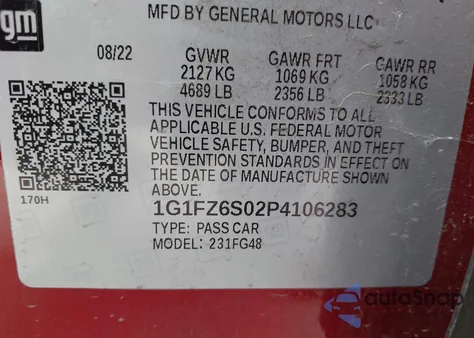 gm
MFD BY GENERAL MOTORS LLC
08/22 GVWR GAWR FRT GAWR RR
2127 KG 1069 KG 1058 KG
4689 LB 2356 LB 2333 LB
THIS VEHICLE CONFORMS TO ALL
APPLICABLE U.S. FEDERAL MOTOR
VEHICLE SAFETY, BUMPER, AND THEFT
PREVENTION STANDARDS IN EFFECT ON
THE DATE OF MANUFACTURE SHOWN
ABOVE.
170H
1G1FZ6S02P4106283
TYPE: PASS CAR
MODEL: 231FG48
autoSnap